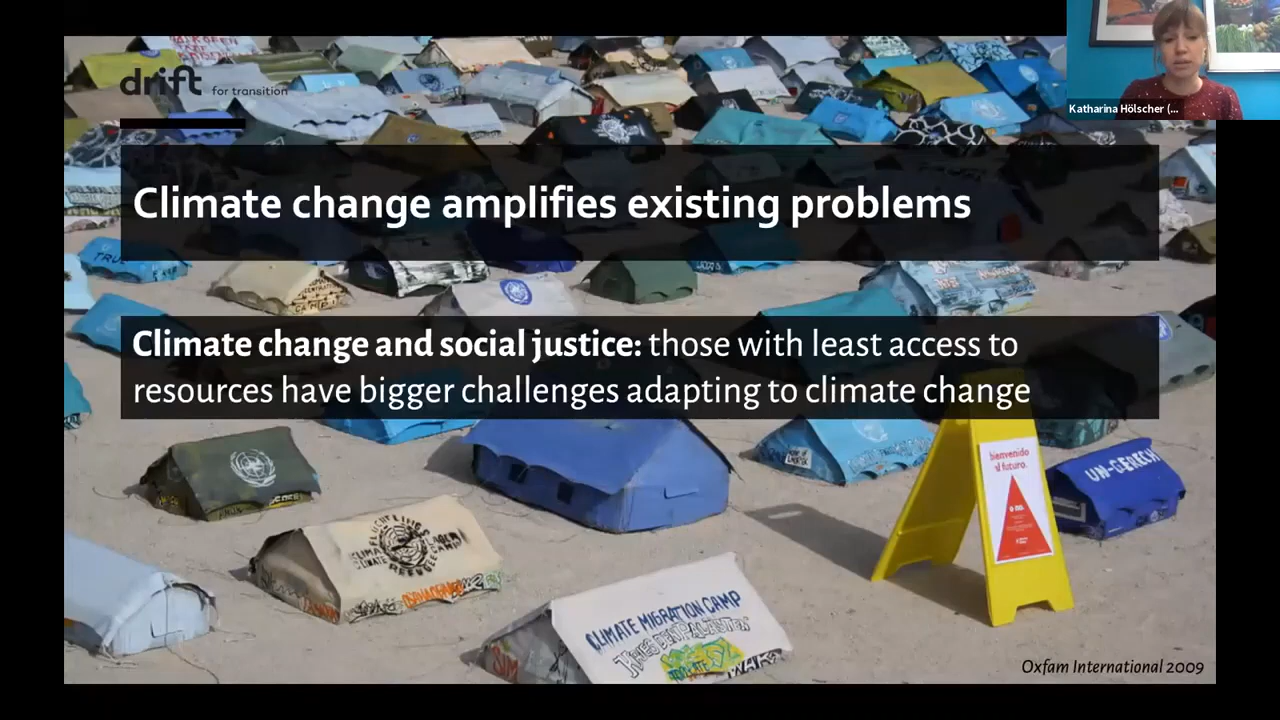 drift for transition
Katharina Hölscher (...
Climate change amplifies existing problems
Climate change and social justice: those with least access to
resources have bigger challenges adapting to climate change
bienvenido
al futuro.
UN-GERECH
CLIMATE MIGRATION CAMP
Oxfam International 2009